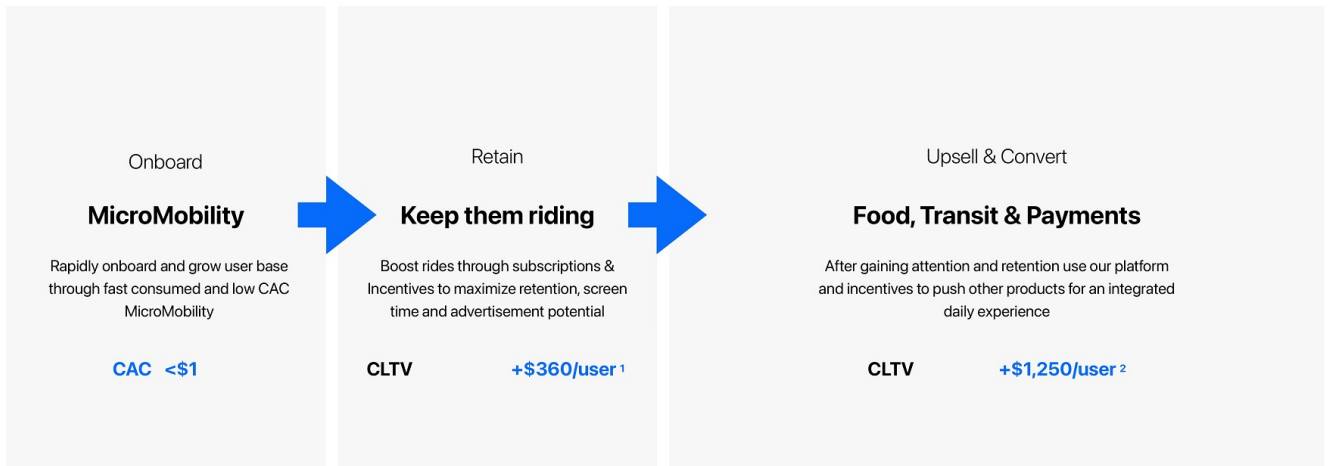 Onboard
MicroMobility
Rapidly onboard and grow user base
through fast consumed and low CAC
MicroMobility
CAC <$1
Retain
Keep them riding
Boost rides through subscriptions &
Incentives to maximize retention, screen
time and advertisement potential
CLTV +$360/user 1
Upsell & Convert
Food, Transit & Payments
After gaining attention and retention use our platform
and incentives to push other products for an integrated
daily experience
CLTV +$1,250/user 2